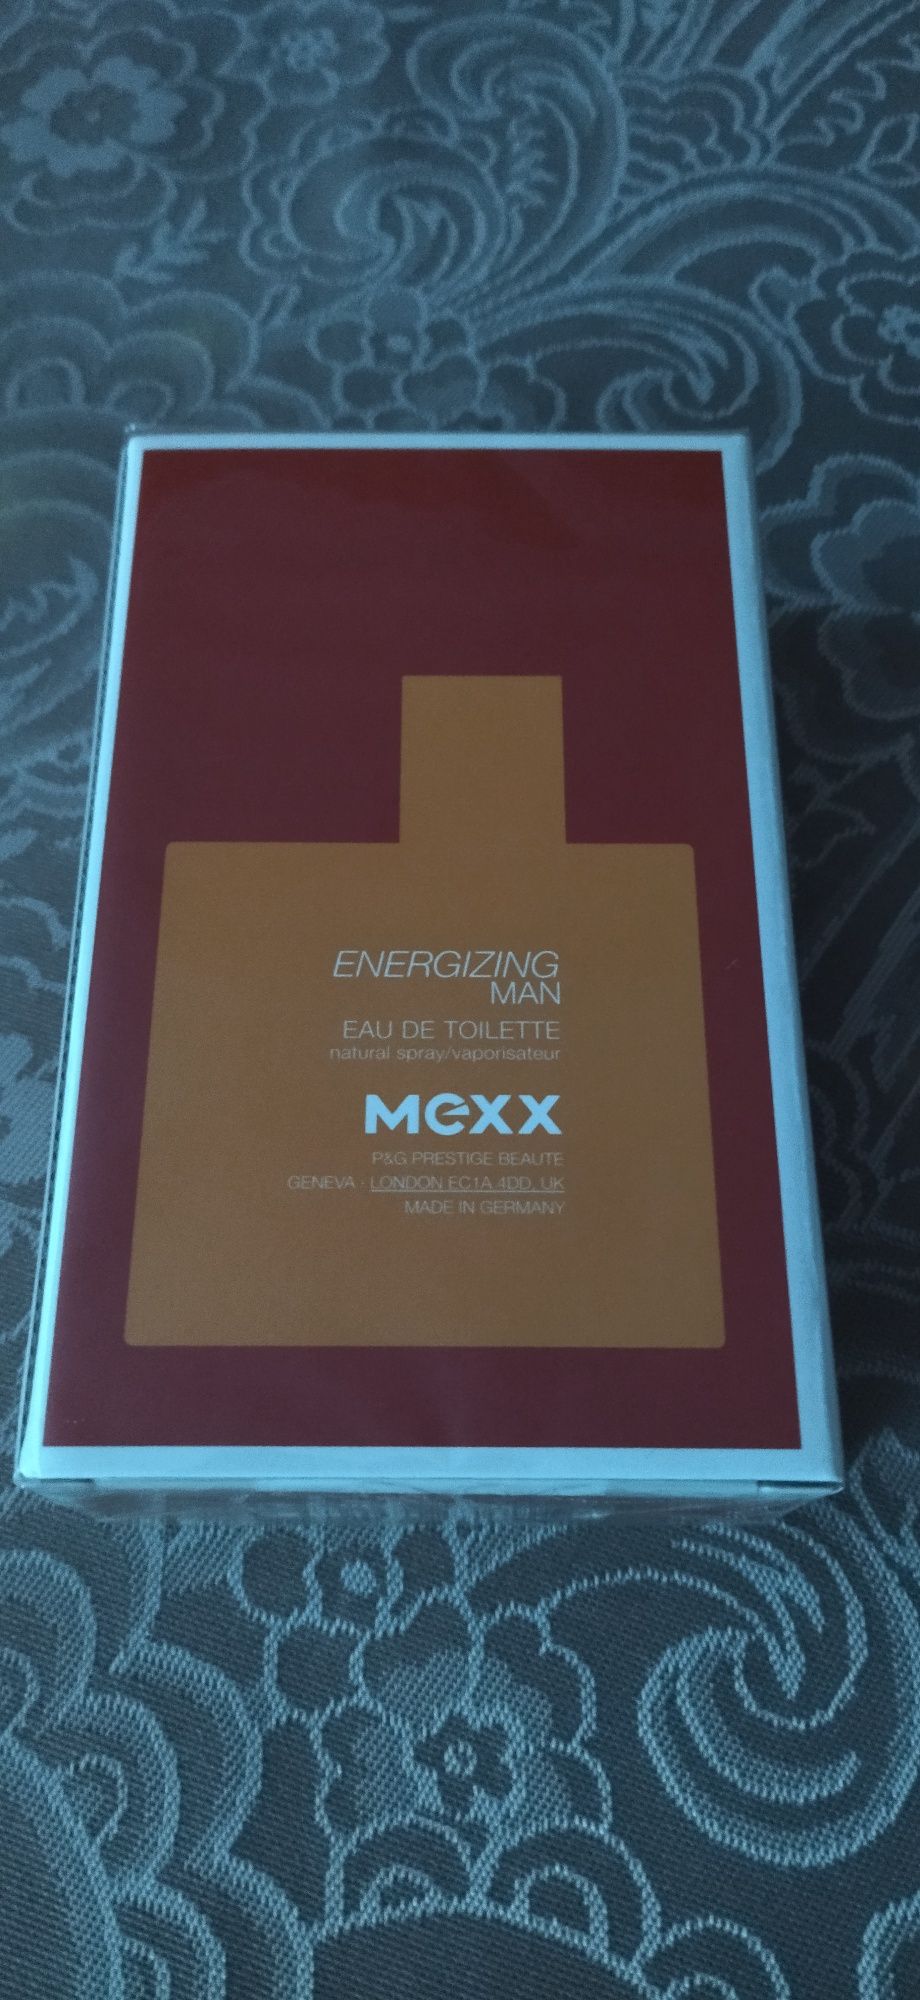 ENERGIZING
MAN
EAU DE TOILETTE
natural spray/vaporisateur
mexx
P&G PRESTIGE BEAUTE
GENEVA · LONDON EC1A 4DD, UK
MADE IN GERMANY